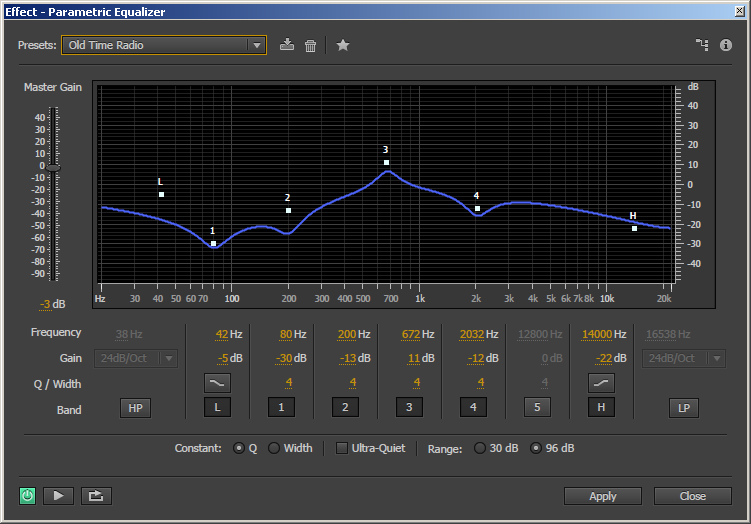 Effect - Parametric Equalizer
Presets: Old Time Radio
Master Gain
40
30
20
10
0
-10
-20
-30
-40
-50
-60
-70
-80
-90
-3 dB
L
1
2
3
4
H
dB
40
30
20
10
0
-10
-20
-30
-40
Hz 30 40 50 60 70 100 200 300 400 500 700 1k 2k 3k 4k 5k 6k 7k 8k 10k 20k
Frequency 38 Hz 42 Hz 80 Hz 200 Hz 672 Hz 2032 Hz 12800 Hz 14000 Hz 16538 Hz
Gain 24dB/Oct -5 dB -30 dB -13 dB 11 dB -12 dB 0 dB -22 dB 24dB/Oct
Q / Width 4 4 4 4 4
Band HP L 1 2 3 4 5 H LP
Constant: Q Width Ultra-Quiet Range: 30 dB 96 dB
Apply Close